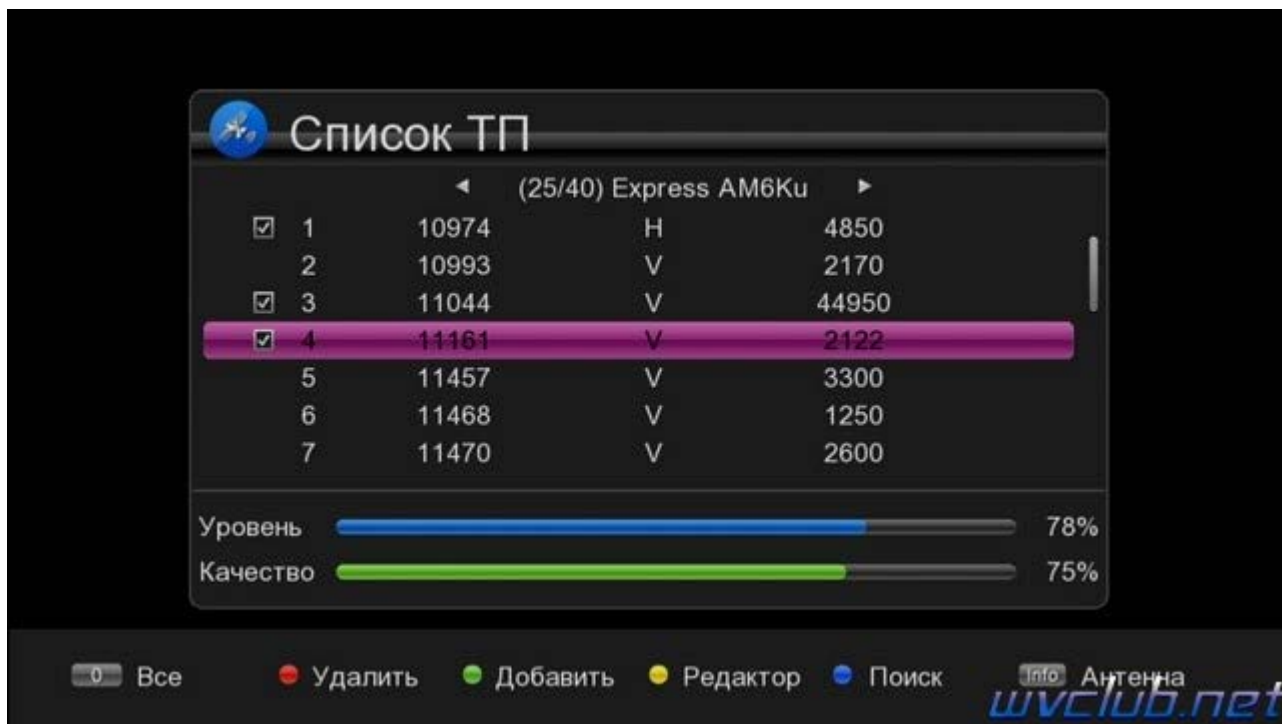 Список ТП
(25/40) Express AM6Ku
1 10974 H 4850
2 10993 V 2170
3 11044 V 44950
4 11161 V 2122
5 11457 V 3300
6 11468 V 1250
7 11470 V 2600
Уровень 78%
Качество 75%
0 Все Удалить Добавить Редактор Поиск Info Антенна
wvclub.net